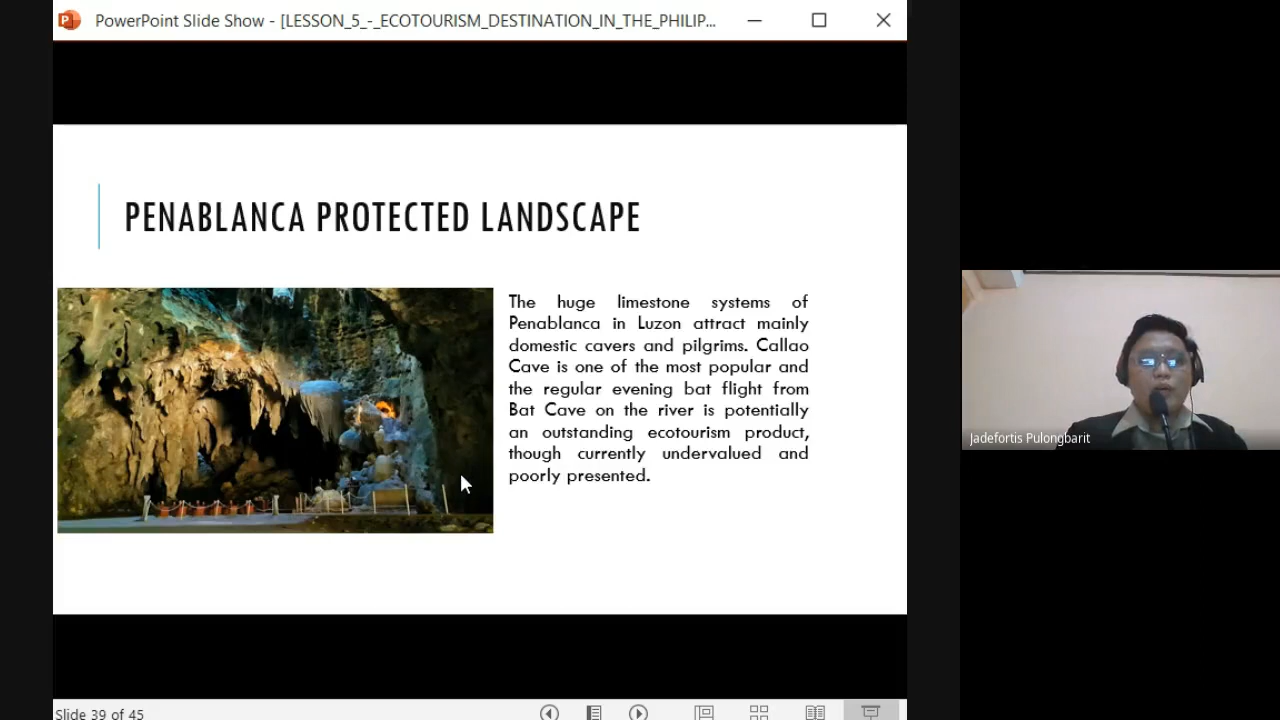 PowerPoint Slide Show - [LESSON_5_-_ECOTOURISM_DESTINATION_IN_THE_PHILIP...
PENABLANCA PROTECTED LANDSCAPE
The huge limestone systems of
Penablanca in Luzon attract mainly
domestic cavers and pilgrims. Callao
Cave is one of the most popular and
the regular evening bat flight from
Bat Cave on the river is potentially
an outstanding ecotourism product,
though currently undervalued and
poorly presented.
Jadefortis Pulongbarit
Slide 39 of 45